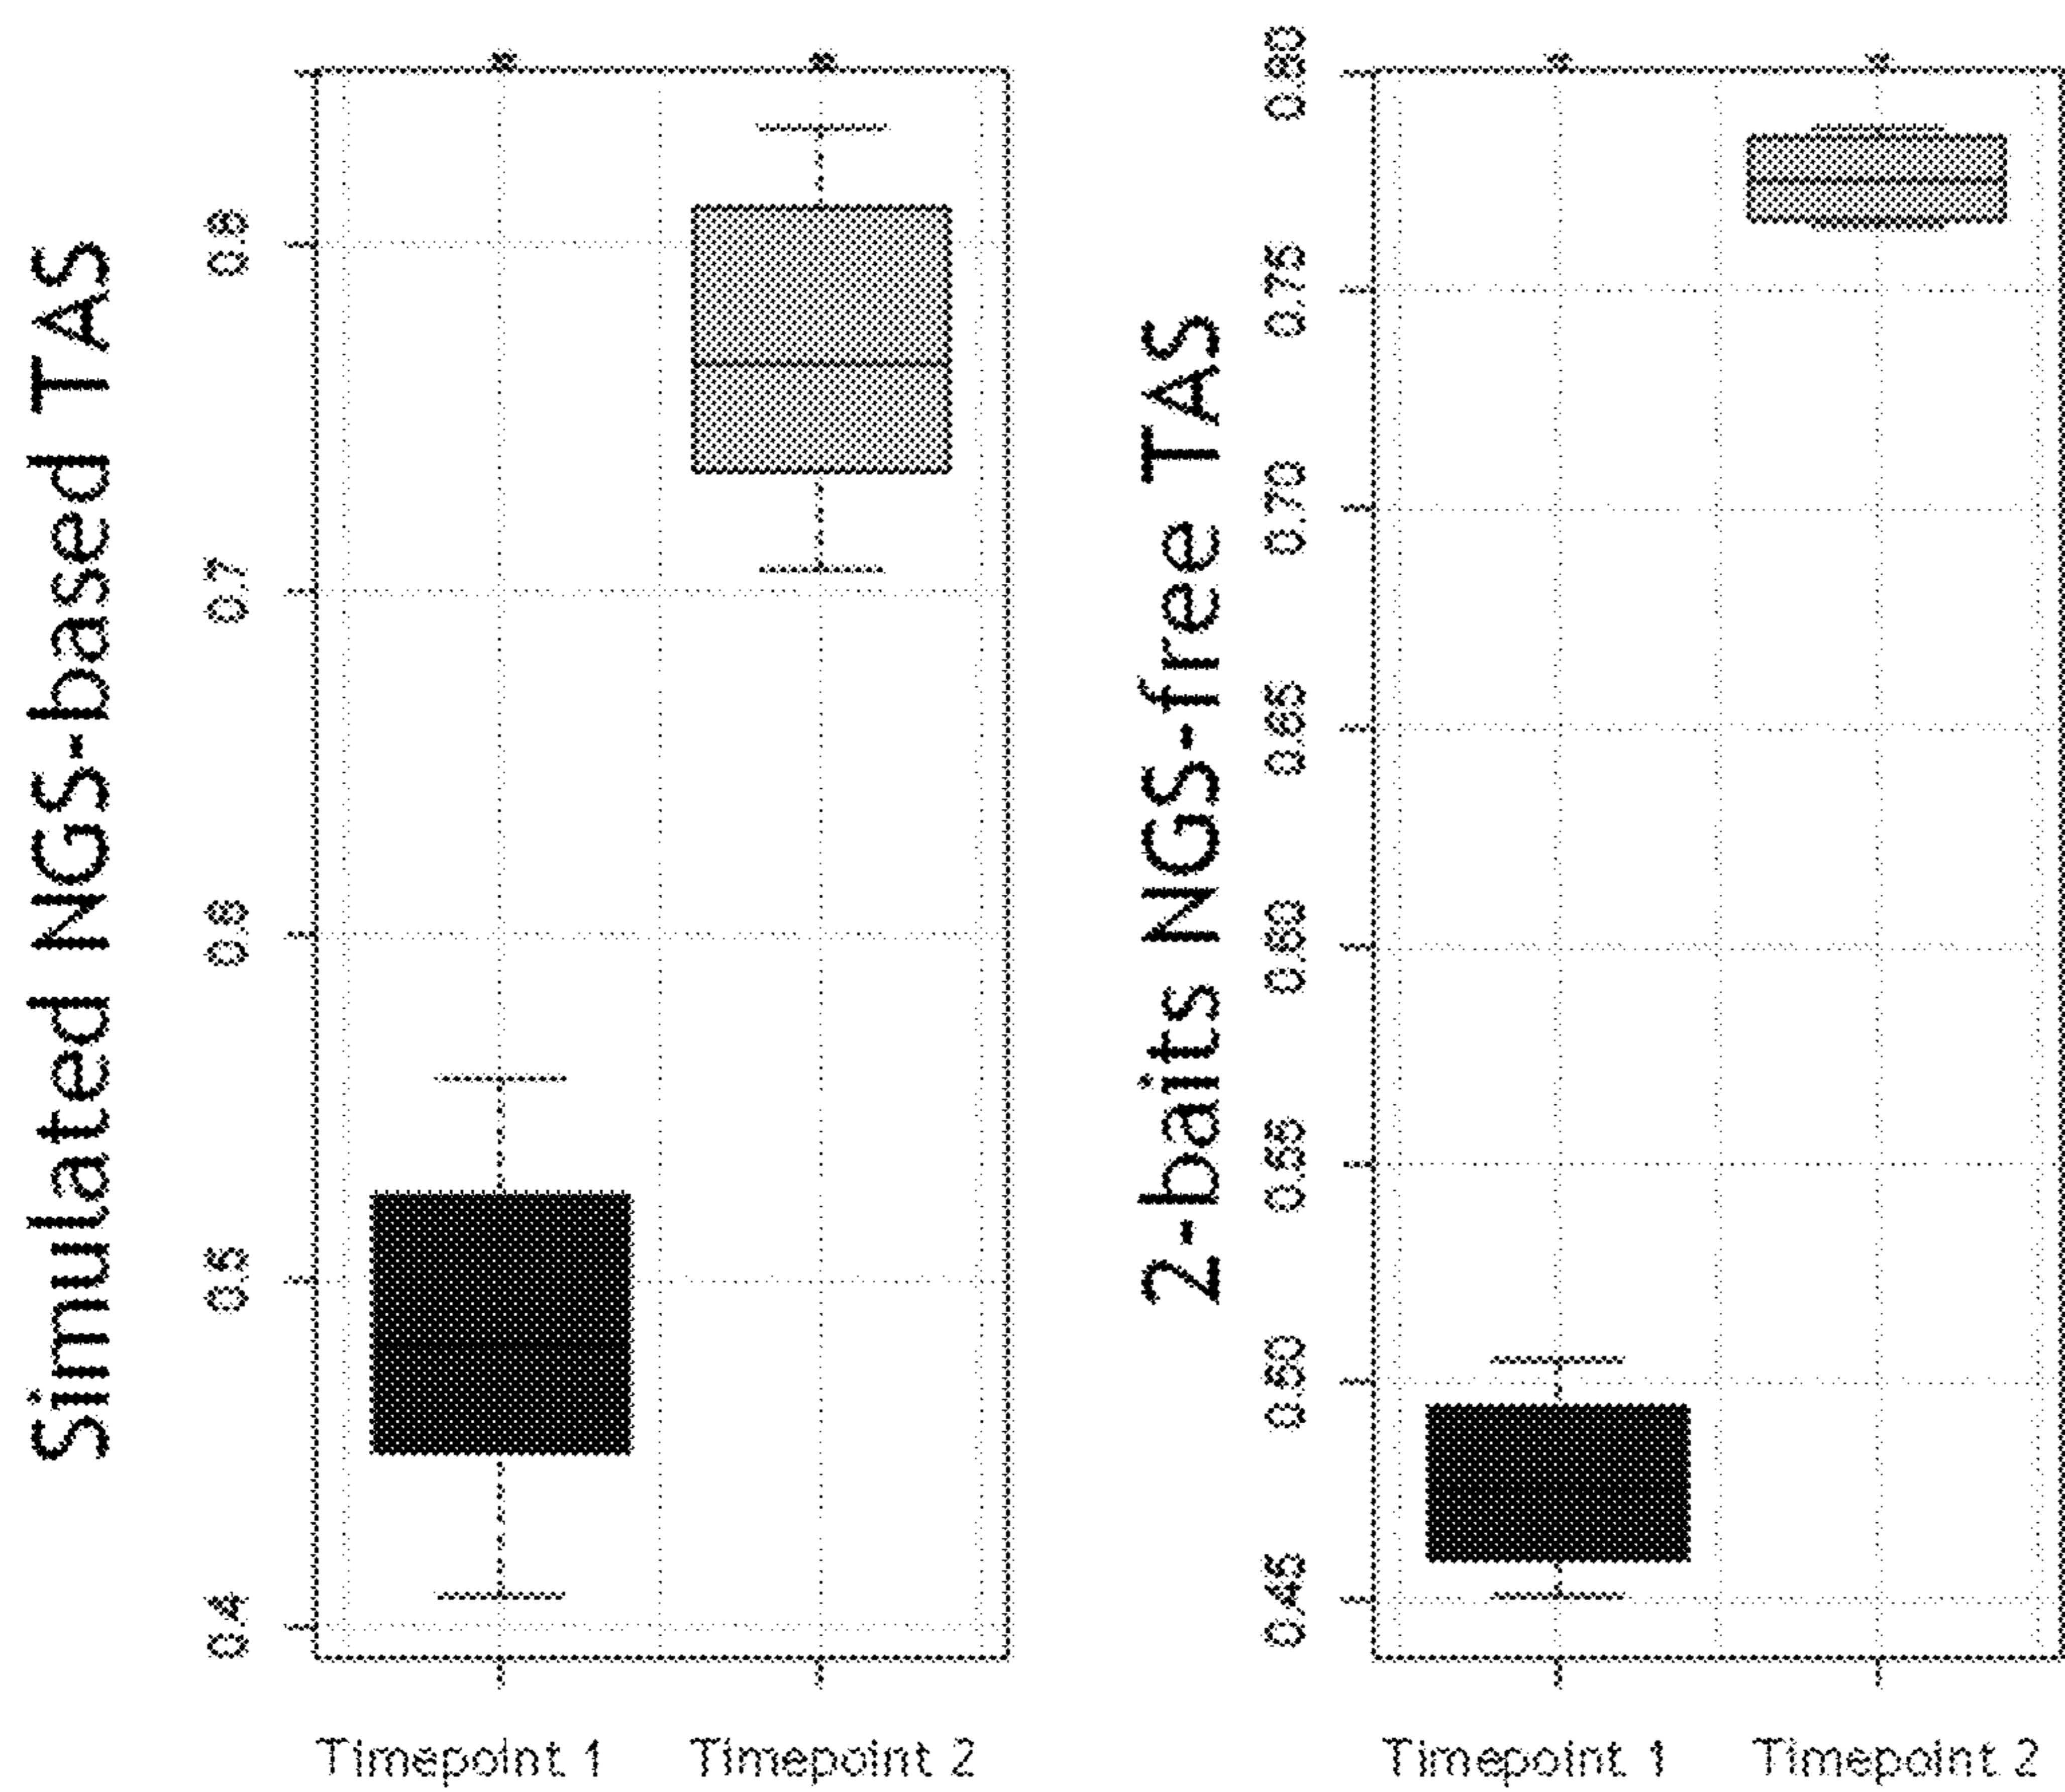 Simulated NGS-based TAS
0.8
0.7
0.6
0.5
0.4
Timepoint 1
Timepoint 2
2-baits NGS-free TAS
0.80
0.75
0.70
0.65
0.60
0.55
0.50
0.45
Timepoint 1
Timepoint 2